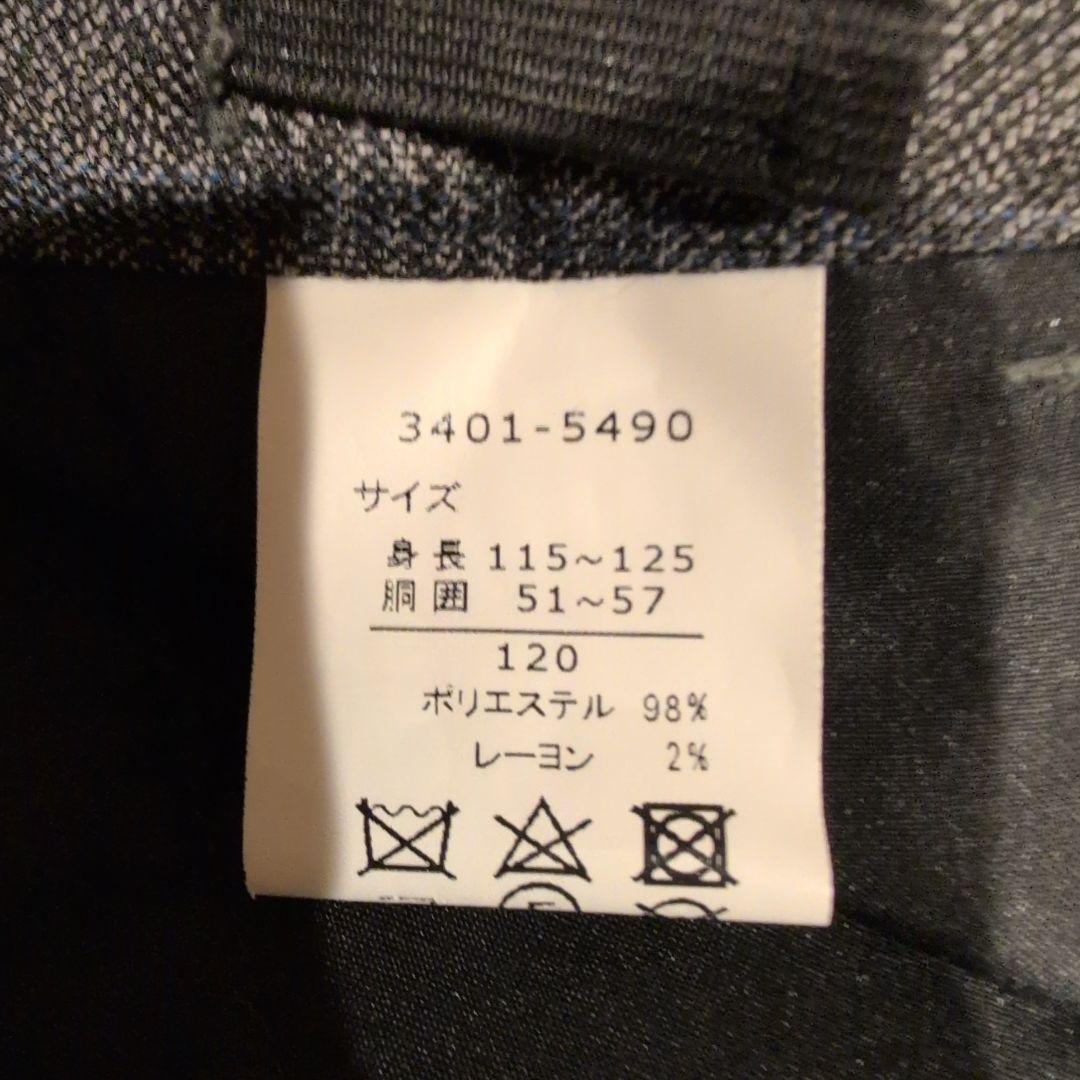 3401-5490
サイズ
身長 115~125
胴囲 51~57
120
ポリエステル 98%
レーヨン 2%